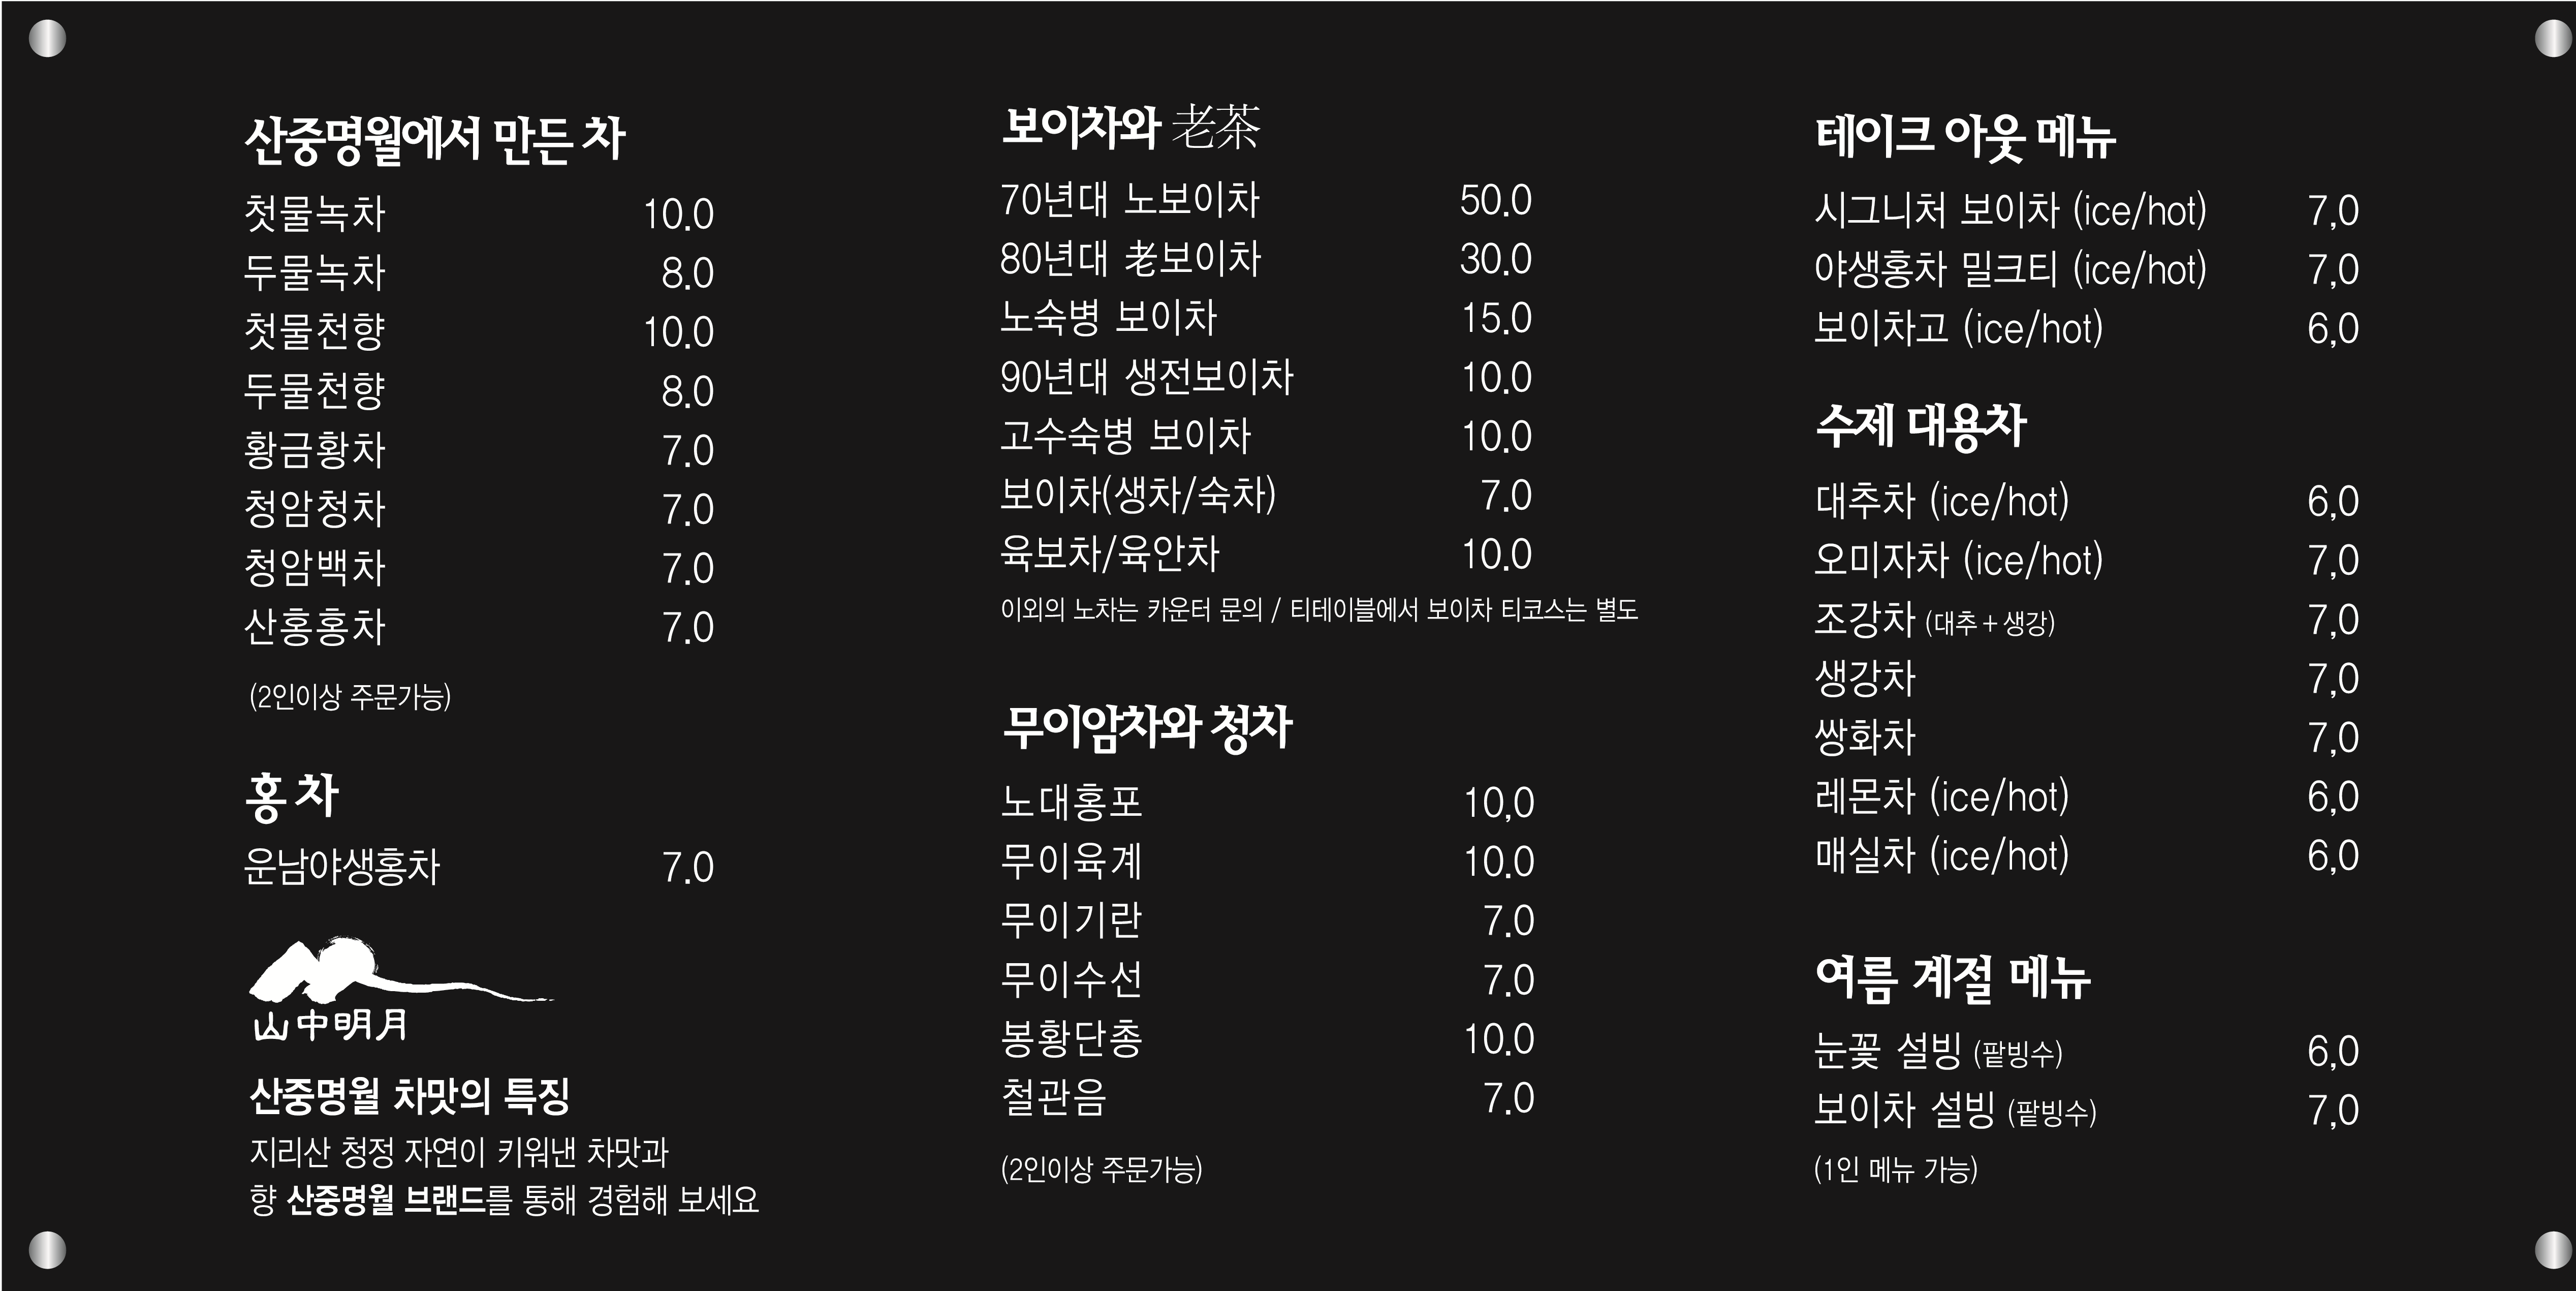 산중명월에서 만든 차
첫물녹차 10.0
두물녹차 8.0
첫물천향 10.0
두물천향 8.0
황금황차 7.0
청암청차 7.0
청암백차 7.0
산홍홍차 7.0
(2인이상 주문가능)
홍 차
운남야생홍차 7.0
山中明月
산중명월 차맛의 특징
지리산 청정 자연이 키워낸 차맛과
향 산중명월 브랜드를 통해 경험해 보세요
보이차와 老茶
70년대 노보이차 50.0
80년대 老보이차 30.0
노숙병 보이차 15.0
90년대 생전보이차 10.0
고수숙병 보이차 10.0
보이차(생차/숙차) 7.0
육보차/육안차 10.0
이외의 노차는 카운터 문의 / 티테이블에서 보이차 티코스는 별도
무이암차와 청차
노대홍포 10,0
무이육계 10.0
무이기란 7.0
무이수선 7.0
봉황단총 10.0
철관음 7.0
(2인이상 주문가능)
테이크 아웃 메뉴
시그니처 보이차 (ice/hot) 7,0
야생홍차 밀크티 (ice/hot) 7,0
보이차고 (ice/hot) 6,0
수제 대용차
대추차 (ice/hot) 6,0
오미자차 (ice/hot) 7,0
조강차 (대추+생강) 7,0
생강차 7,0
쌍화차 7,0
레몬차 (ice/hot) 6,0
매실차 (ice/hot) 6,0
여름 계절 메뉴
눈꽃 설빙 (팥빙수) 6,0
보이차 설빙 (팥빙수) 7,0
(1인 메뉴 가능)